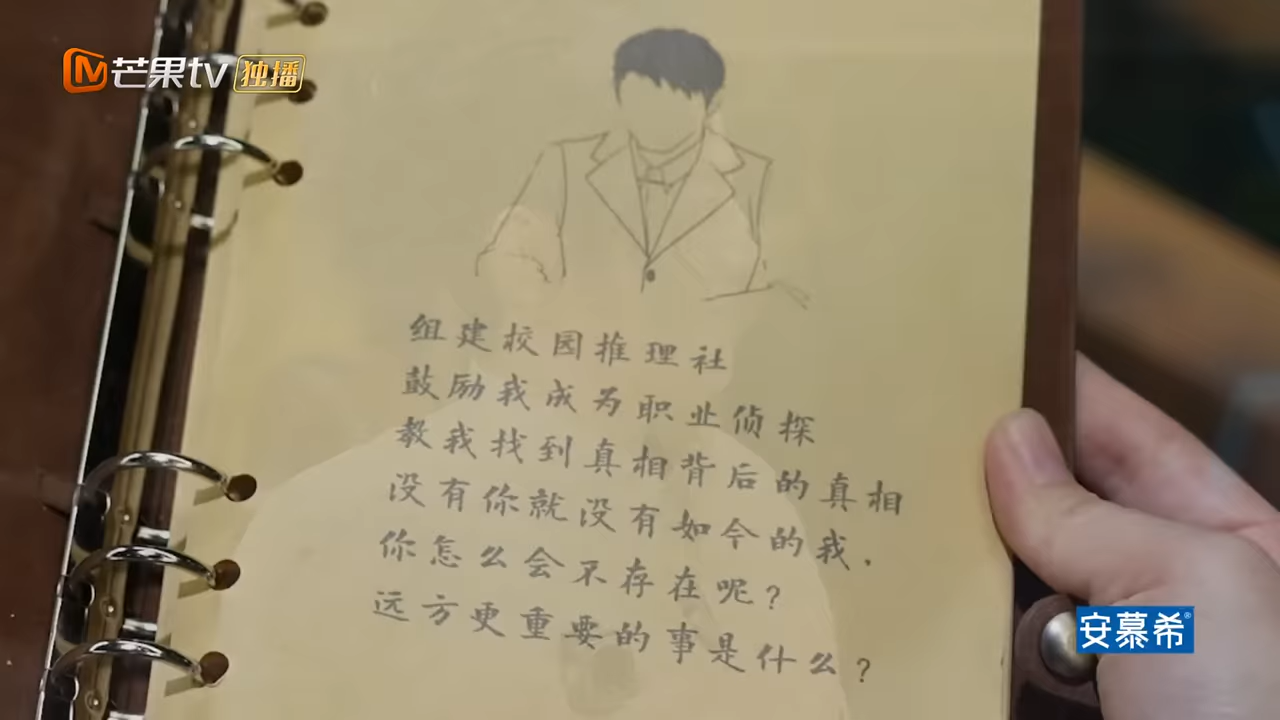 芒果tv 独播
组建校园推理社
鼓励我成为职业侦探
教我找到真相背后的真相
没有你就没有如今的我.
你怎么会不存在呢?
远方更重要的事是什么?
安慕希®